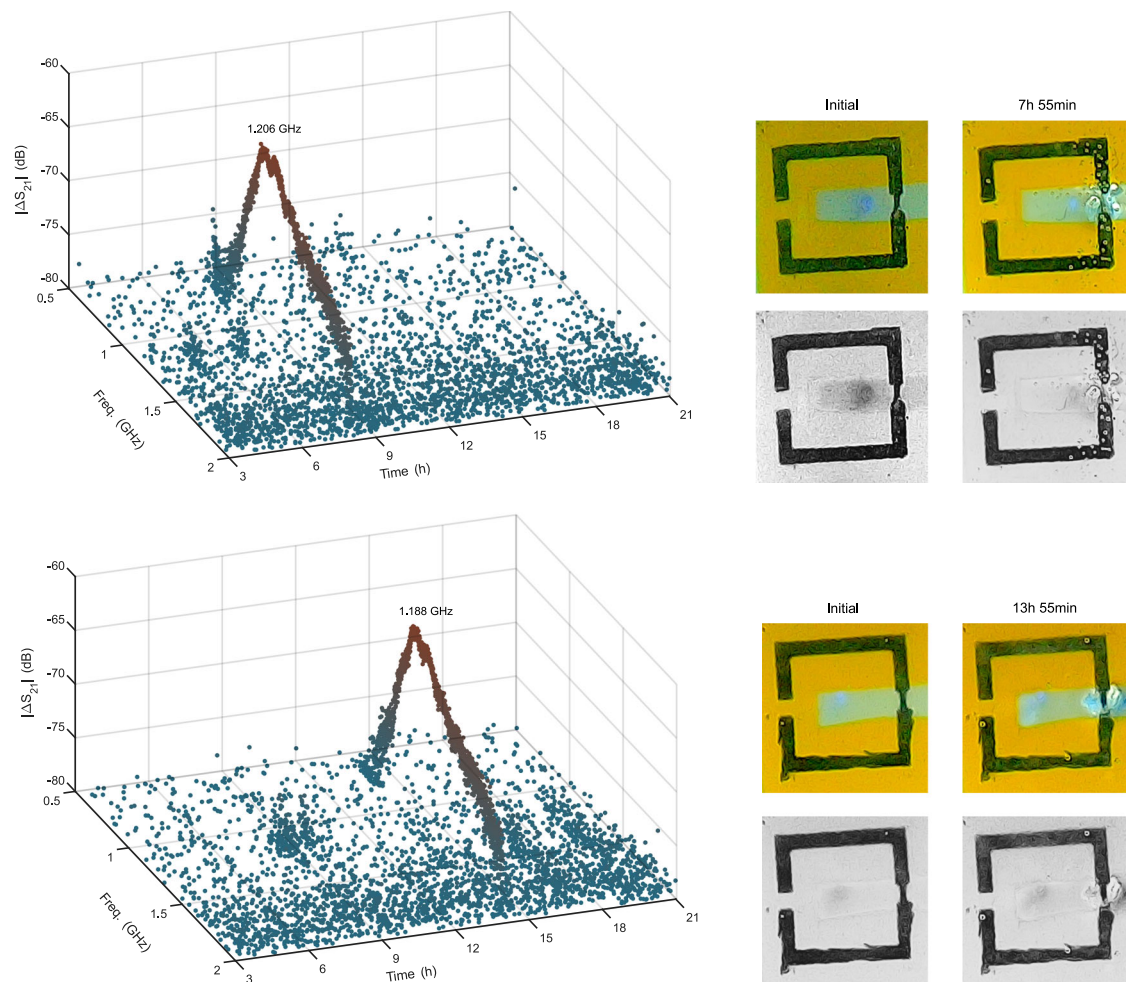 -60
-65
-70
-75
-80
|ΔS21| (dB)
1.206 GHz
0.5
1
1.5
2
Freq. (GHz)
3
6
9
12
15
18
21
Time (h)
Initial
7h 55min
-60
-65
-70
-75
-80
|ΔS21| (dB)
1.188 GHz
0.5
1
1.5
2
Freq. (GHz)
3
6
9
12
15
18
21
Time (h)
Initial
13h 55min